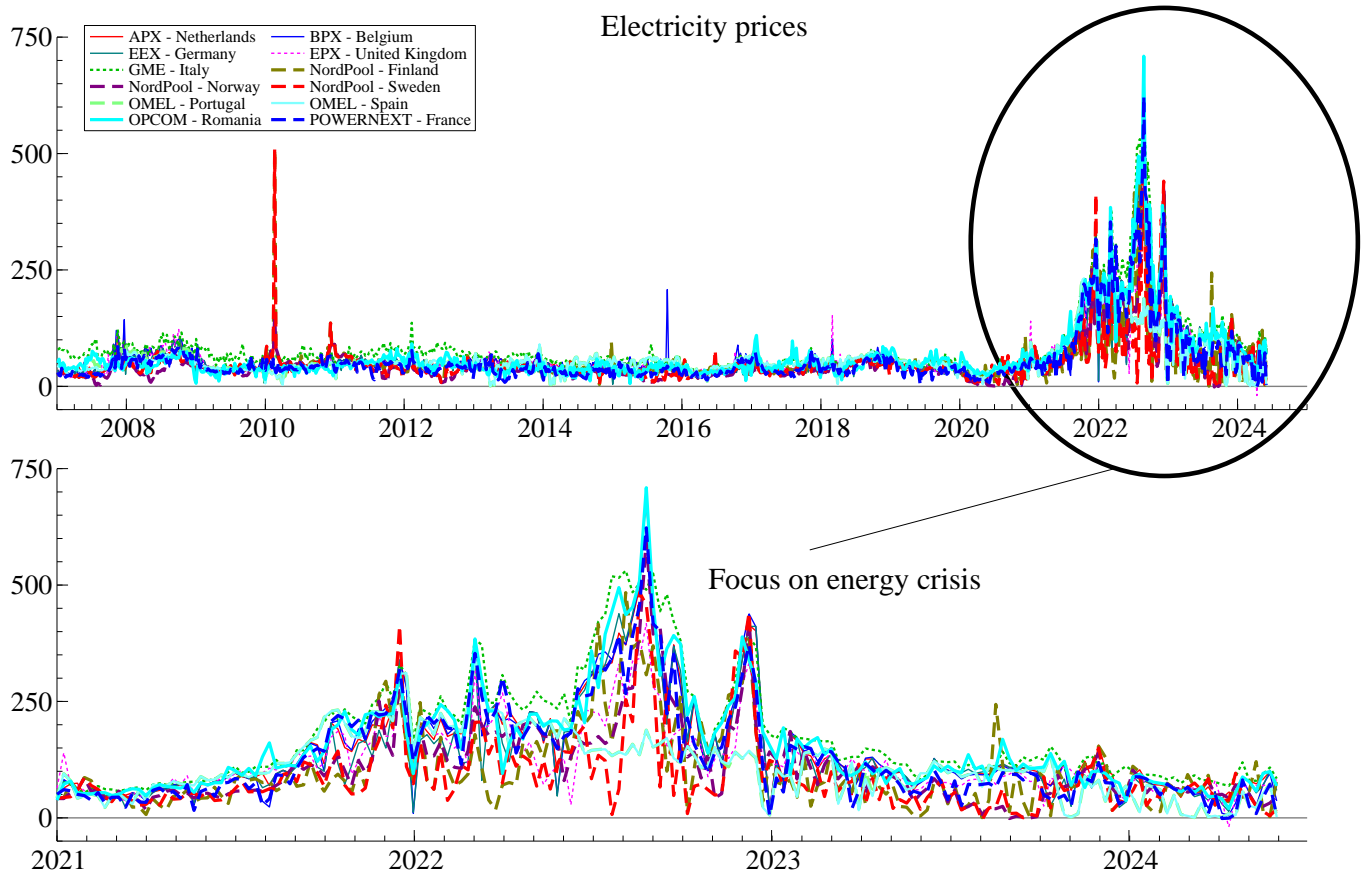 Electricity prices
750
APX - Netherlands BPX - Belgium
EEX - Germany EPX - United Kingdom
GME - Italy NordPool - Finland
NordPool - Norway NordPool - Sweden
OMEL - Portugal OMEL - Spain
OPCOM - Romania POWERNEXT - France
500
250
0
2008 2010 2012 2014 2016 2018 2020 2022 2024
750
500
Focus on energy crisis
250
0
2021 2022 2023 2024